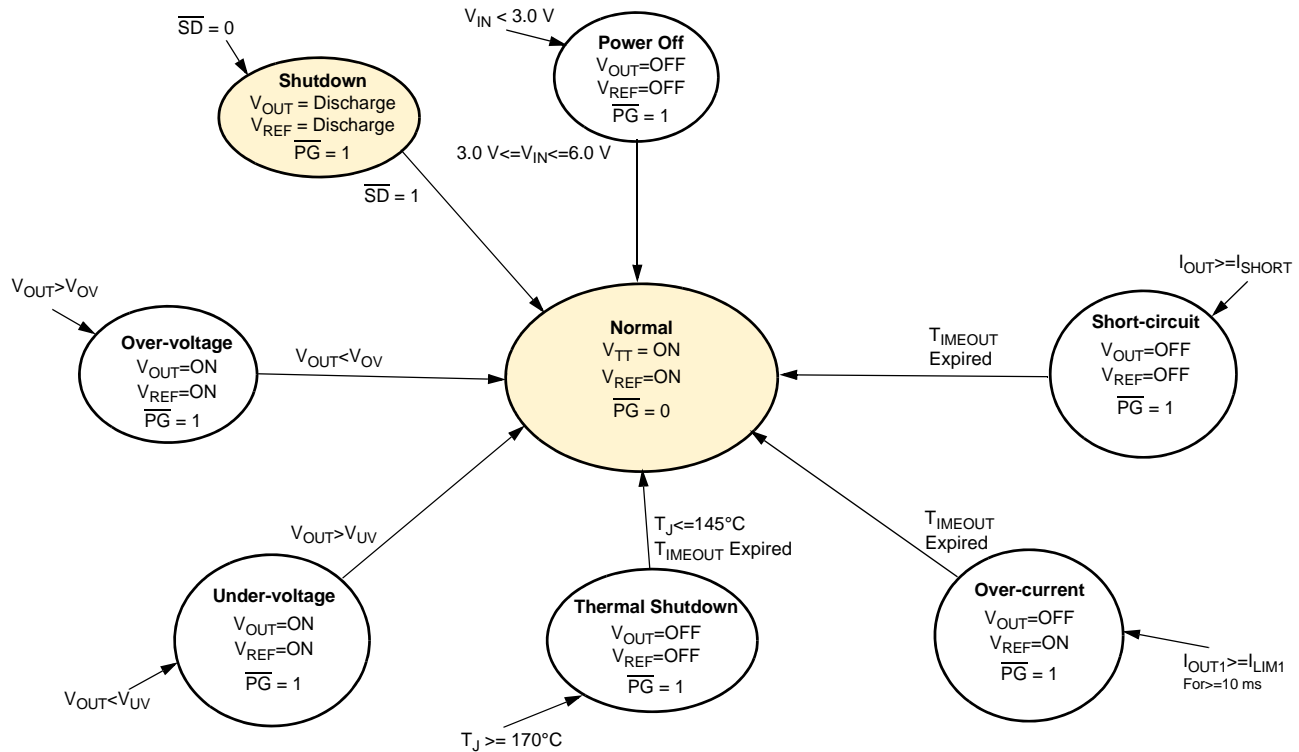 SD = 0
Shutdown
VOUT = Discharge
VREF = Discharge
PG = 1
SD = 1
VIN < 3.0 V
Power Off
VOUT=OFF
VREF=OFF
PG = 1
3.0 V<=VIN<=6.0 V
VOUT>VOV
Over-voltage
VOUT=ON
VREF=ON
PG = 1
VOUT<VOV
Normal
VTT = ON
VREF=ON
PG = 0
IOUT>=ISHORT
Short-circuit
VOUT=OFF
VREF=OFF
PG = 1
TIMEOUT
Expired
VOUT>VUV
Under-voltage
VOUT=ON
VREF=ON
PG = 1
VOUT<VUV
TJ<=145°C
TIMEOUT Expired
Thermal Shutdown
VOUT=OFF
VREF=OFF
PG = 1
TJ >= 170°C
TIMEOUT
Expired
Over-current
VOUT=OFF
VREF=ON
PG = 1
IOUT1>=ILIM1
For>=10 ms